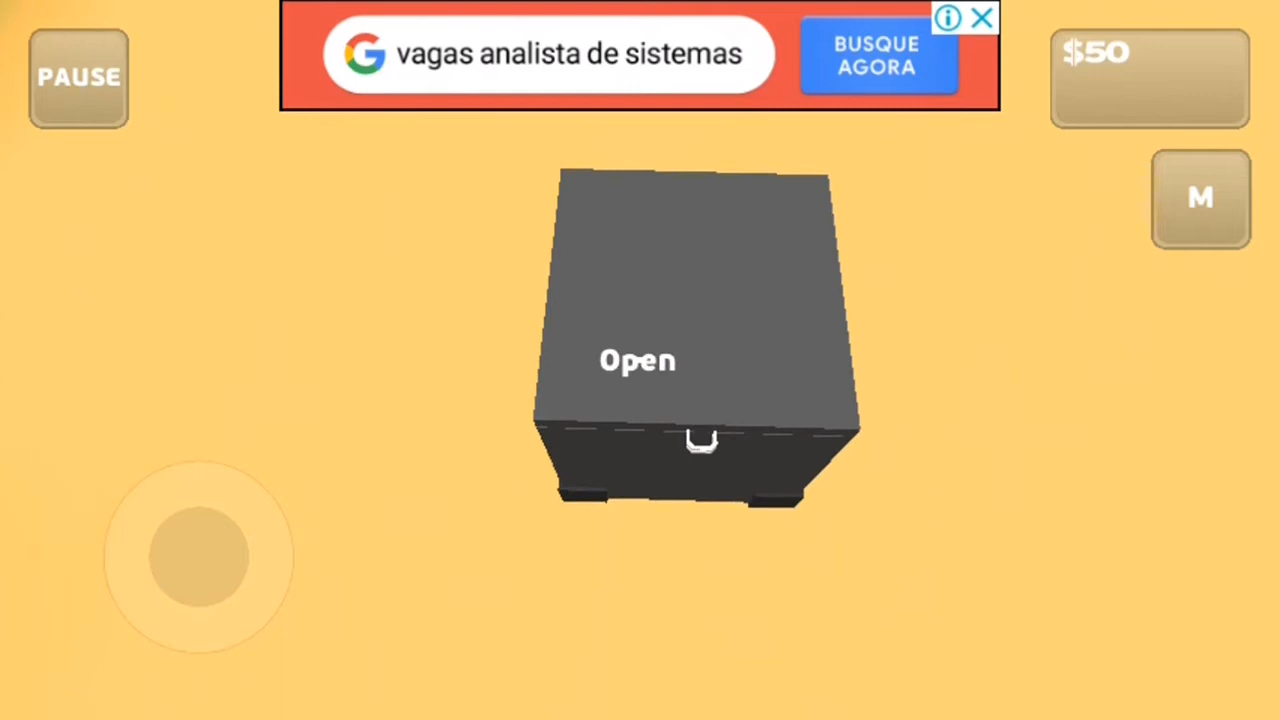 PAUSE
vagas analista de sistemas
BUSQUE
AGORA
$50
M
Open